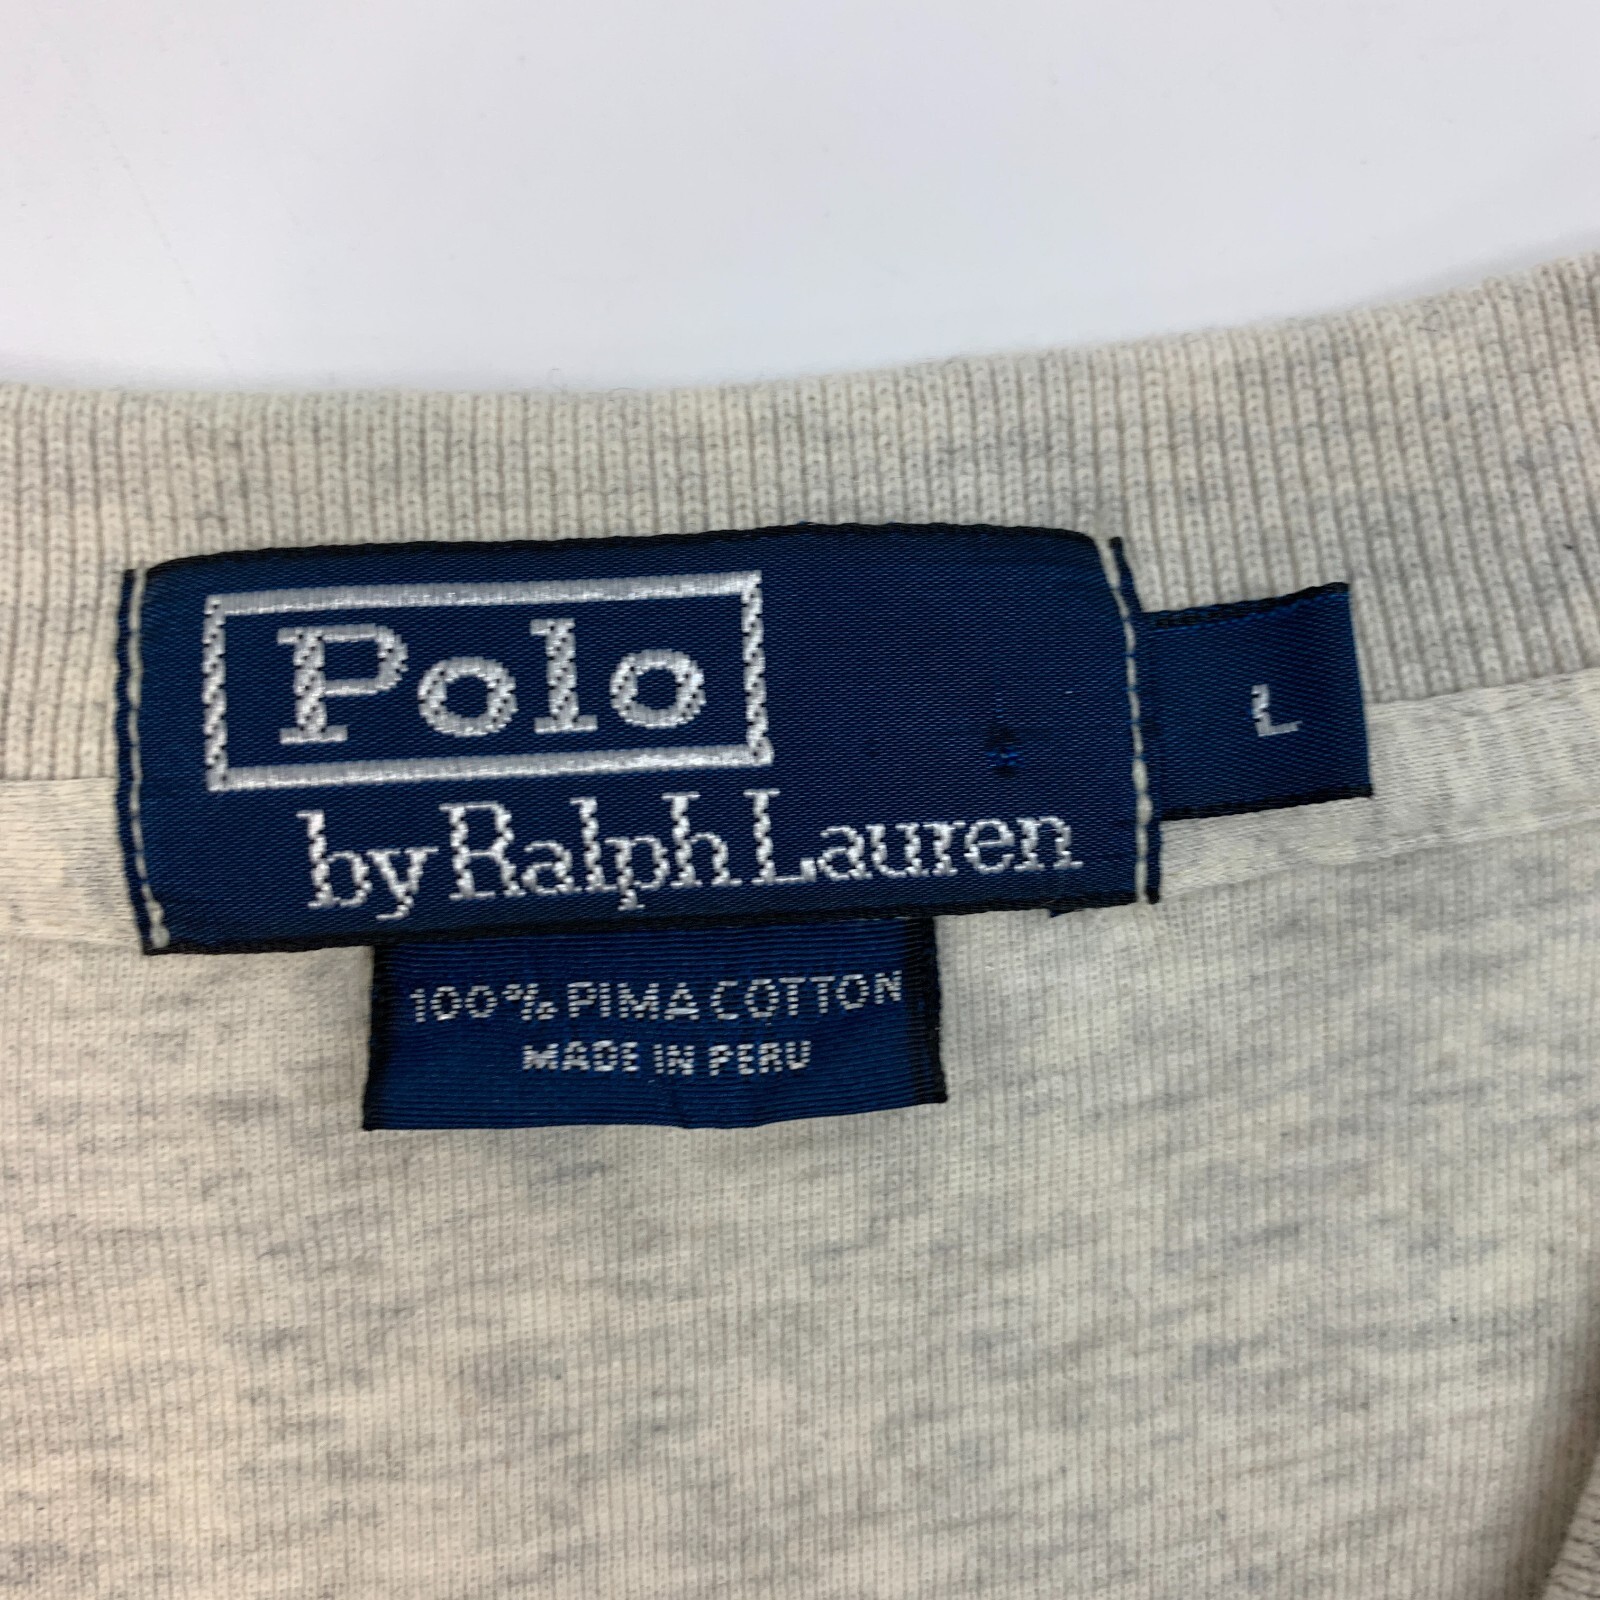 Polo
by Ralph Lauren
L
100% PIMA COTTON
MADE IN PERU